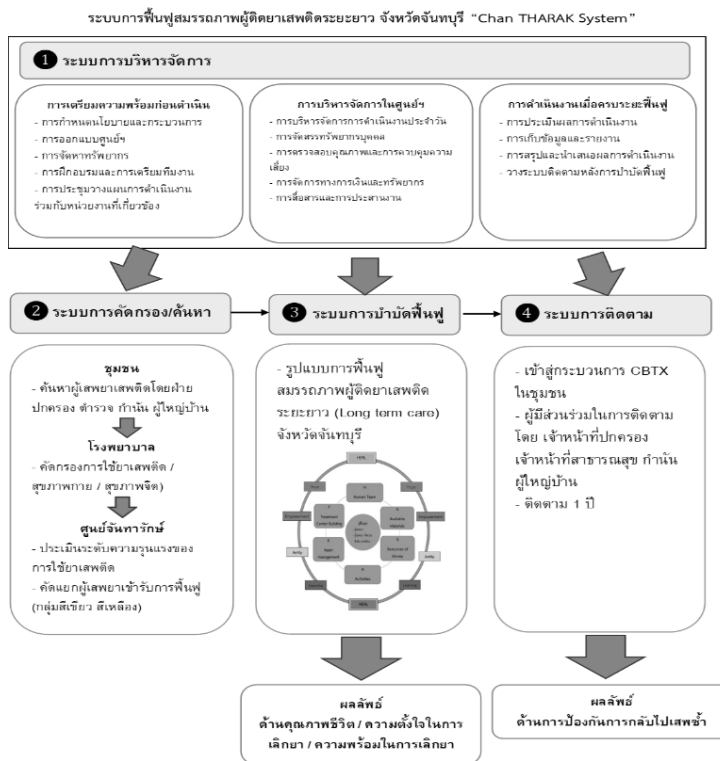 ระบบการฟื้นฟูสมรรถภาพผู้ติดยาเสพติดระยะยาว จังหวัดจันทบุรี “Chan THARAK System”
1 ระบบการบริหารจัดการ
การเตรียมความพร้อมก่อนดำเนิน
- การกำหนดนโยบายและกระบวนการ
- การออกแบบศูนย์ฯ
- การจัดหาทรัพยากร
- การฝึกอบรมและการเตรียมทีมงาน
- การประชุมวางแผนการดำเนินงาน
ร่วมกับหน่วยงานที่เกี่ยวข้อง
การบริหารจัดการในศูนย์ฯ
- การบริหารจัดการการดำเนินงานประจำวัน
- การจัดสรรทรัพยากรบุคคล
- การตรวจสอบคุณภาพและการควบคุมความ
เสี่ยง
- การจัดการทางการเงินและทรัพยากร
- การสื่อสารและการประสานงาน
การดำเนินงานเมื่อครบระยะฟื้นฟู
- การประเมินผลการดำเนินงาน
- การเก็บข้อมูลและรายงาน
- การสรุปและนำเสนอผลการดำเนินงาน
- วางระบบติดตามหลังการบำบัดฟื้นฟู
2 ระบบการคัดกรอง/ค้นหา
ชุมชน
- ค้นหาผู้เสพยาเสพติดโดยฝ่าย
ปกครอง ตำรวจ กำนัน ผู้ใหญ่บ้าน
โรงพยาบาล
- คัดกรองการใช้ยาเสพติด /
สุขภาพกาย / สุขภาพจิต)
ศูนย์จันทารักษ์
- ประเมินระดับความรุนแรงของ
การใช้ยาเสพติด
- คัดแยกผู้เสพยาเข้ารับการฟื้นฟู
(กลุ่มสีเขียว สีเหลือง)
3 ระบบการบำบัดฟื้นฟู
- รูปแบบการฟื้นฟู
สมรรถภาพผู้ติดยาเสพติด
ระยะยาว (Long term care)
จังหวัดจันทบุรี
Human Team
Treatment
Center Building
Available
Materials
Resources of
Money
management
Activities
4 ระบบการติดตาม
- เข้าสู่กระบวนการ CBTX
ในชุมชน
- ผู้มีส่วนร่วมในการติดตาม
โดย เจ้าหน้าที่ปกครอง
เจ้าหน้าที่สาธารณสุข กำนัน
ผู้ใหญ่บ้าน
- ติดตาม 1 ปี
ผลลัพธ์
ด้านคุณภาพชีวิต / ความตั้งใจในการ
เลิกยา / ความพร้อมในการเลิกยา
ผลลัพธ์
ด้านการป้องกันการกลับไปเสพซ้ำ